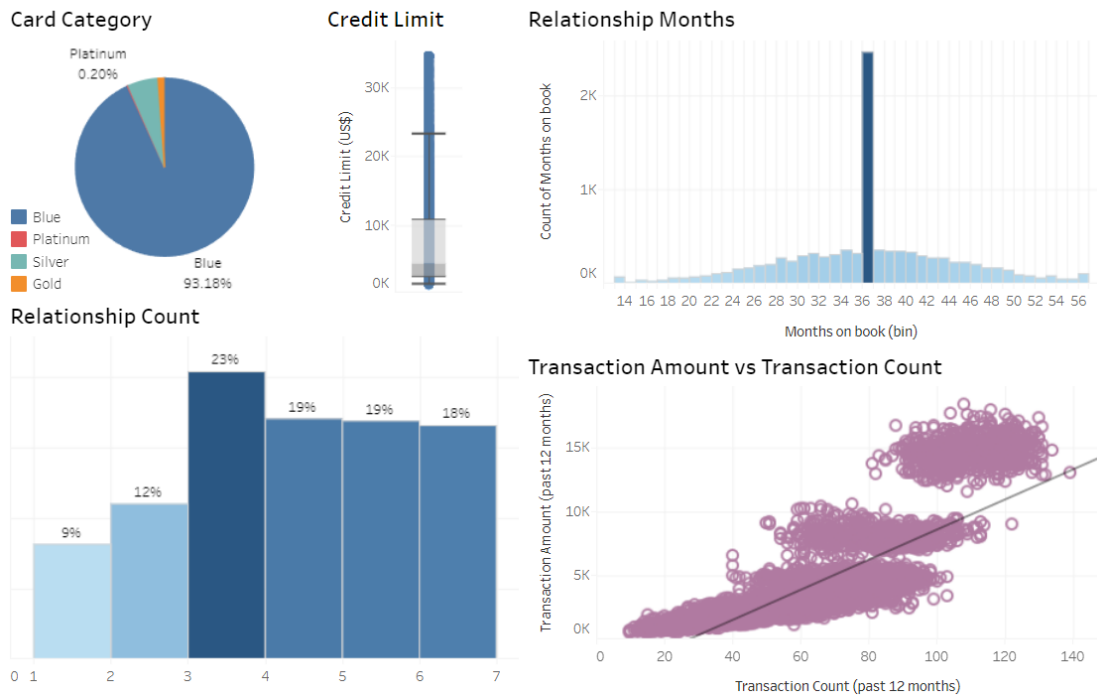 Card Category
Platinum
0.20%
Blue
Platinum
Silver
Gold
Blue
93.18%
Credit Limit
Credit Limit (US$)
30K
20K
10K
0K
Relationship Months
Count of Months on book
2K
1K
0K
14 16 18 20 22 24 26 28 30 32 34 36 38 40 42 44 46 48 50 52 54 56
Months on book (bin)
Relationship Count
9%
12%
23%
19%
19%
18%
0 1 2 3 4 5 6 7
Transaction Amount vs Transaction Count
Transaction Amount (past 12 months)
15K
10K
5K
0K
0 20 40 60 80 100 120 140
Transaction Count (past 12 months)